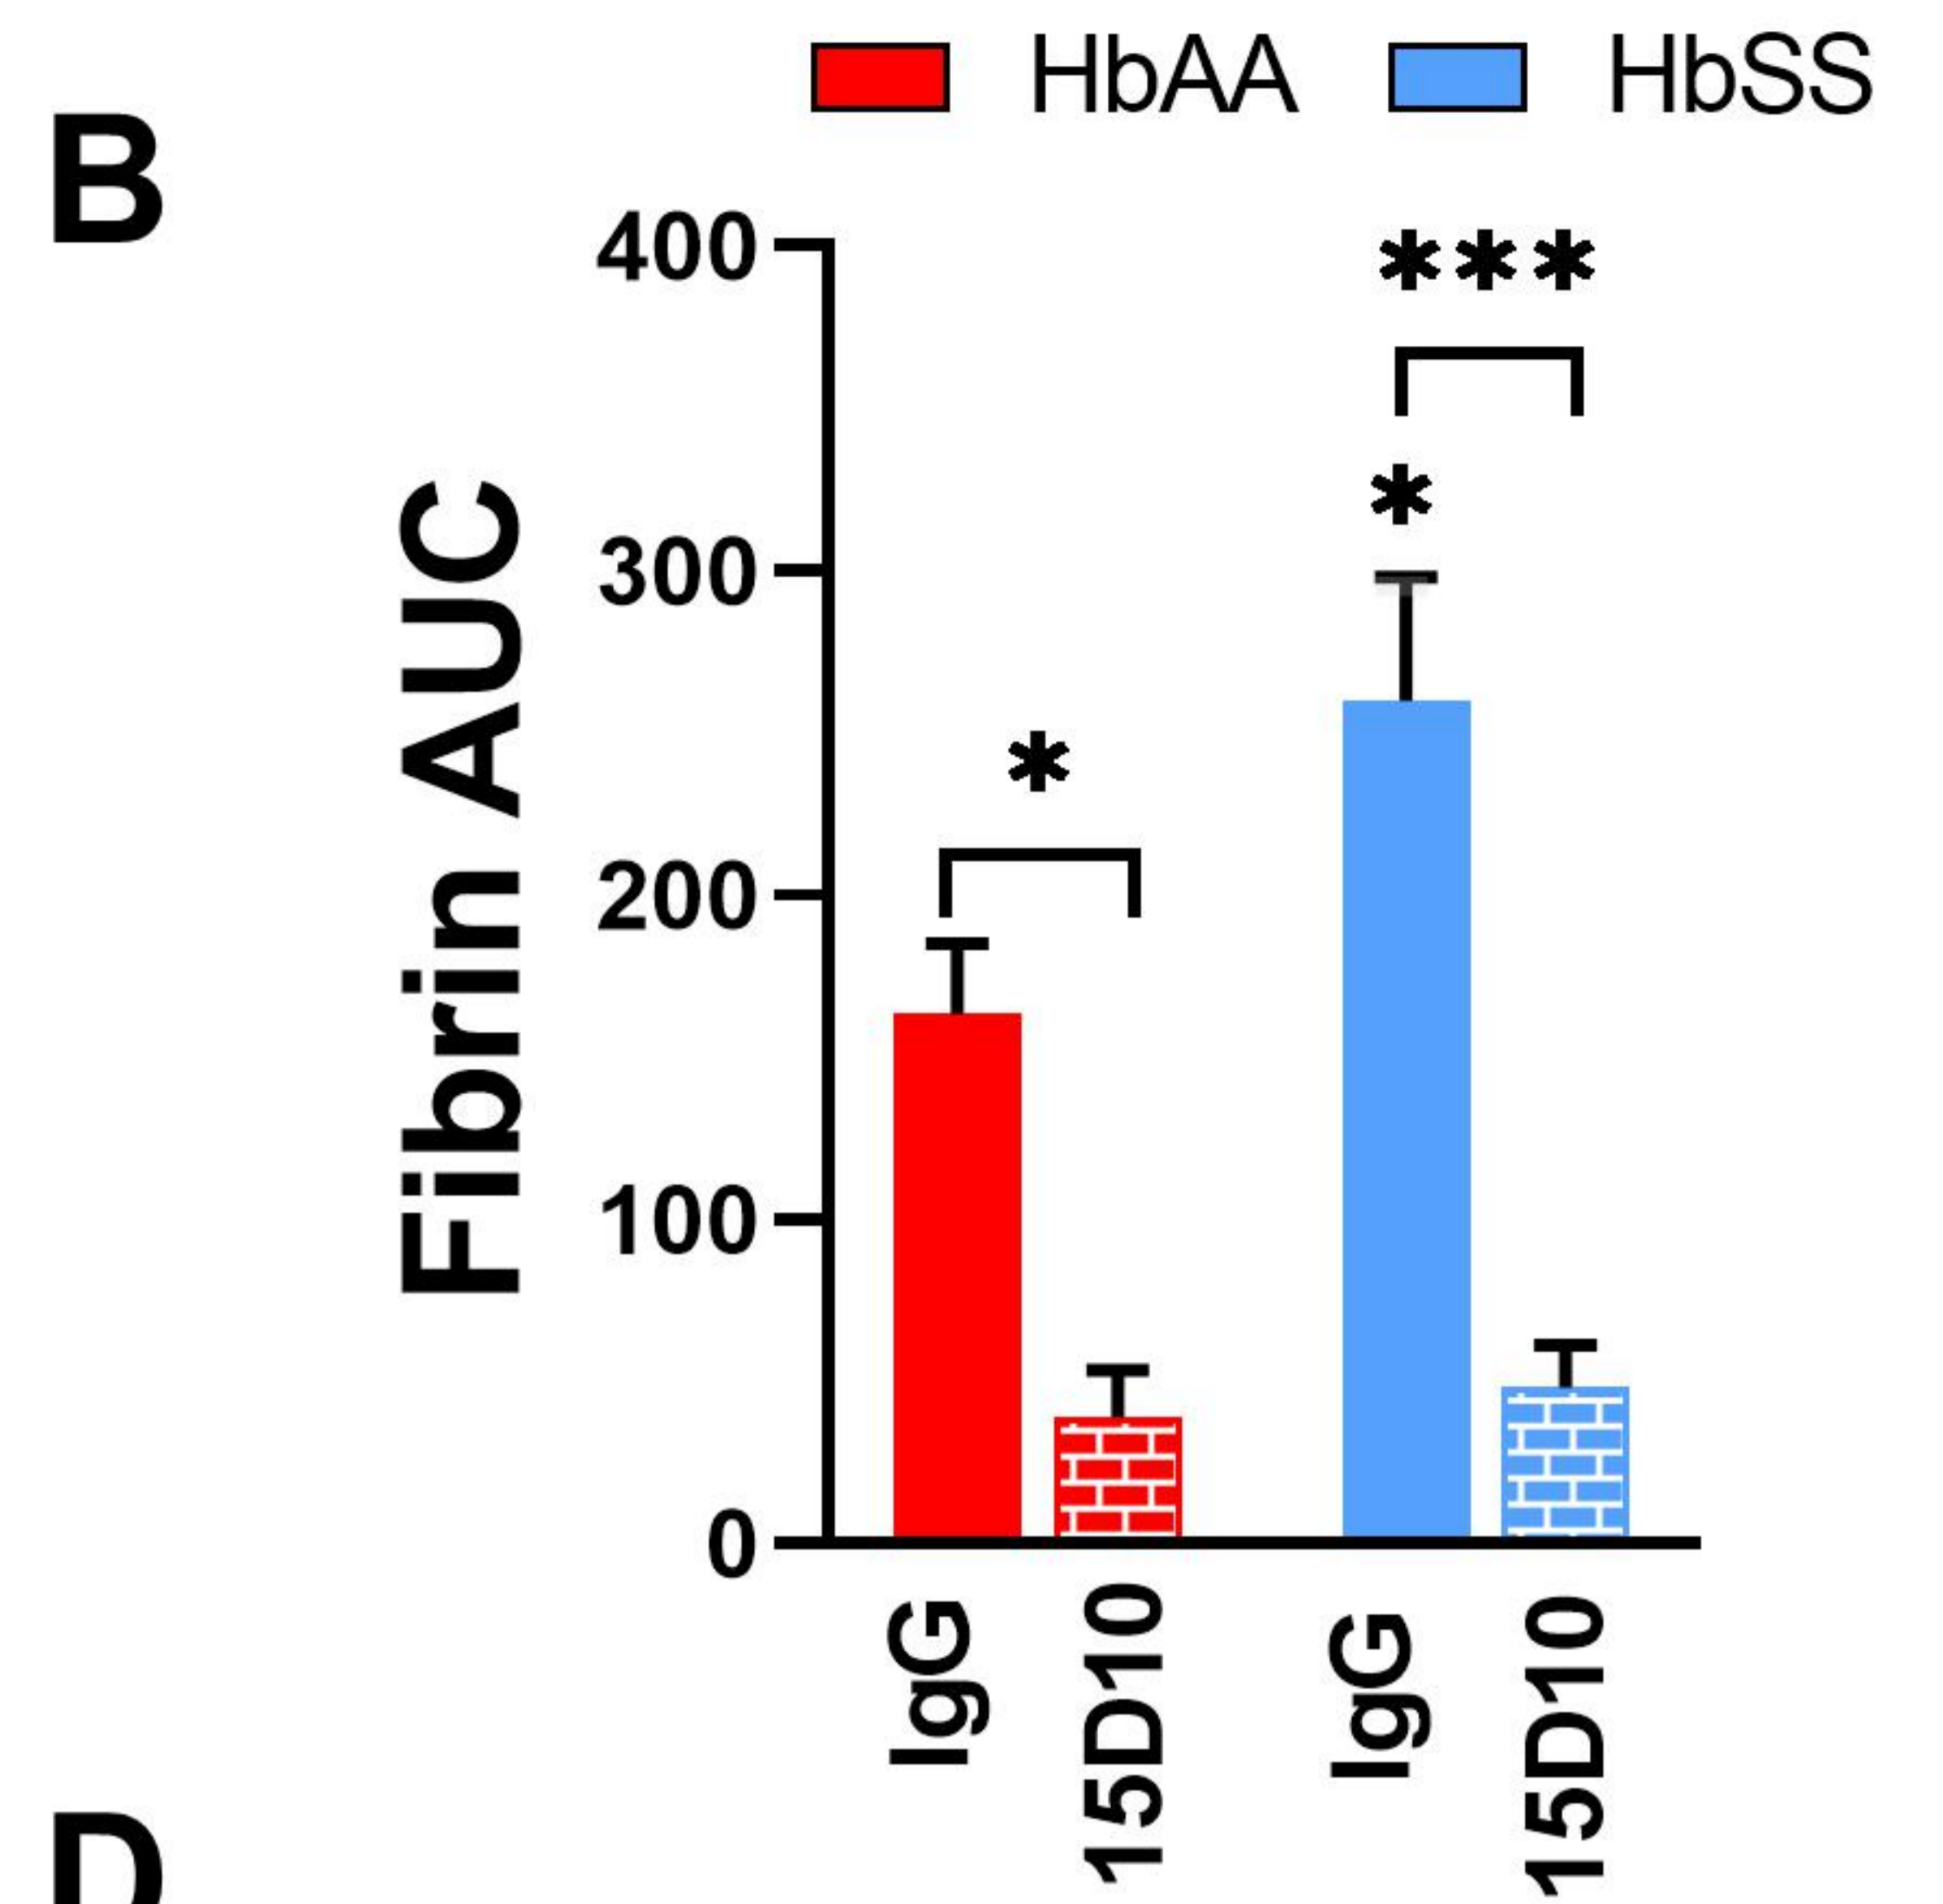 HbAA HbSS
B
400
***
*
300
*
200
100
0
Fibrin AUC
IgG
15D10
IgG
15D10
D